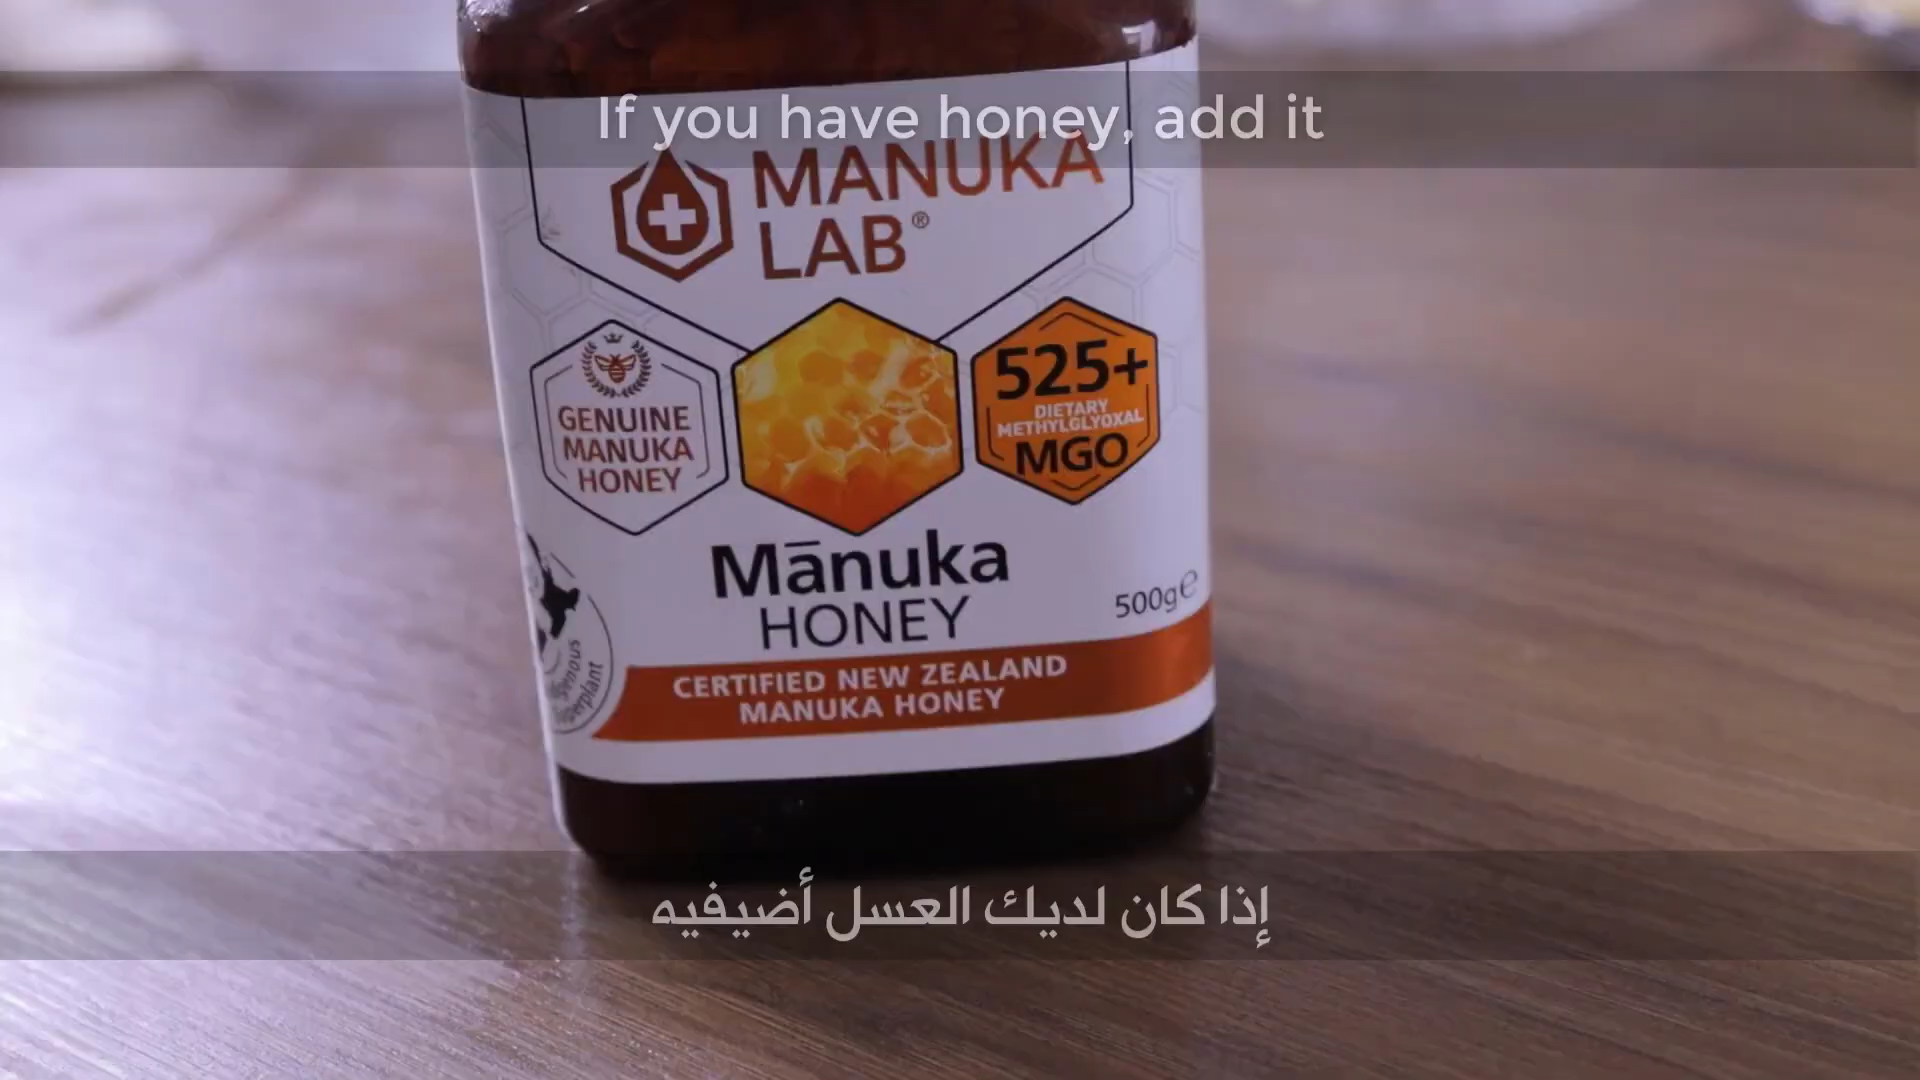 If you have honey, add it
MANUKA
LAB®
GENUINE
MANUKA
HONEY
525+
DIETARY
METHYLGLYOXAL
MGO
Mānuka
HONEY
500g℮
CERTIFIED NEW ZEALAND
MANUKA HONEY
إذا كان لديك العسل أضيفيه